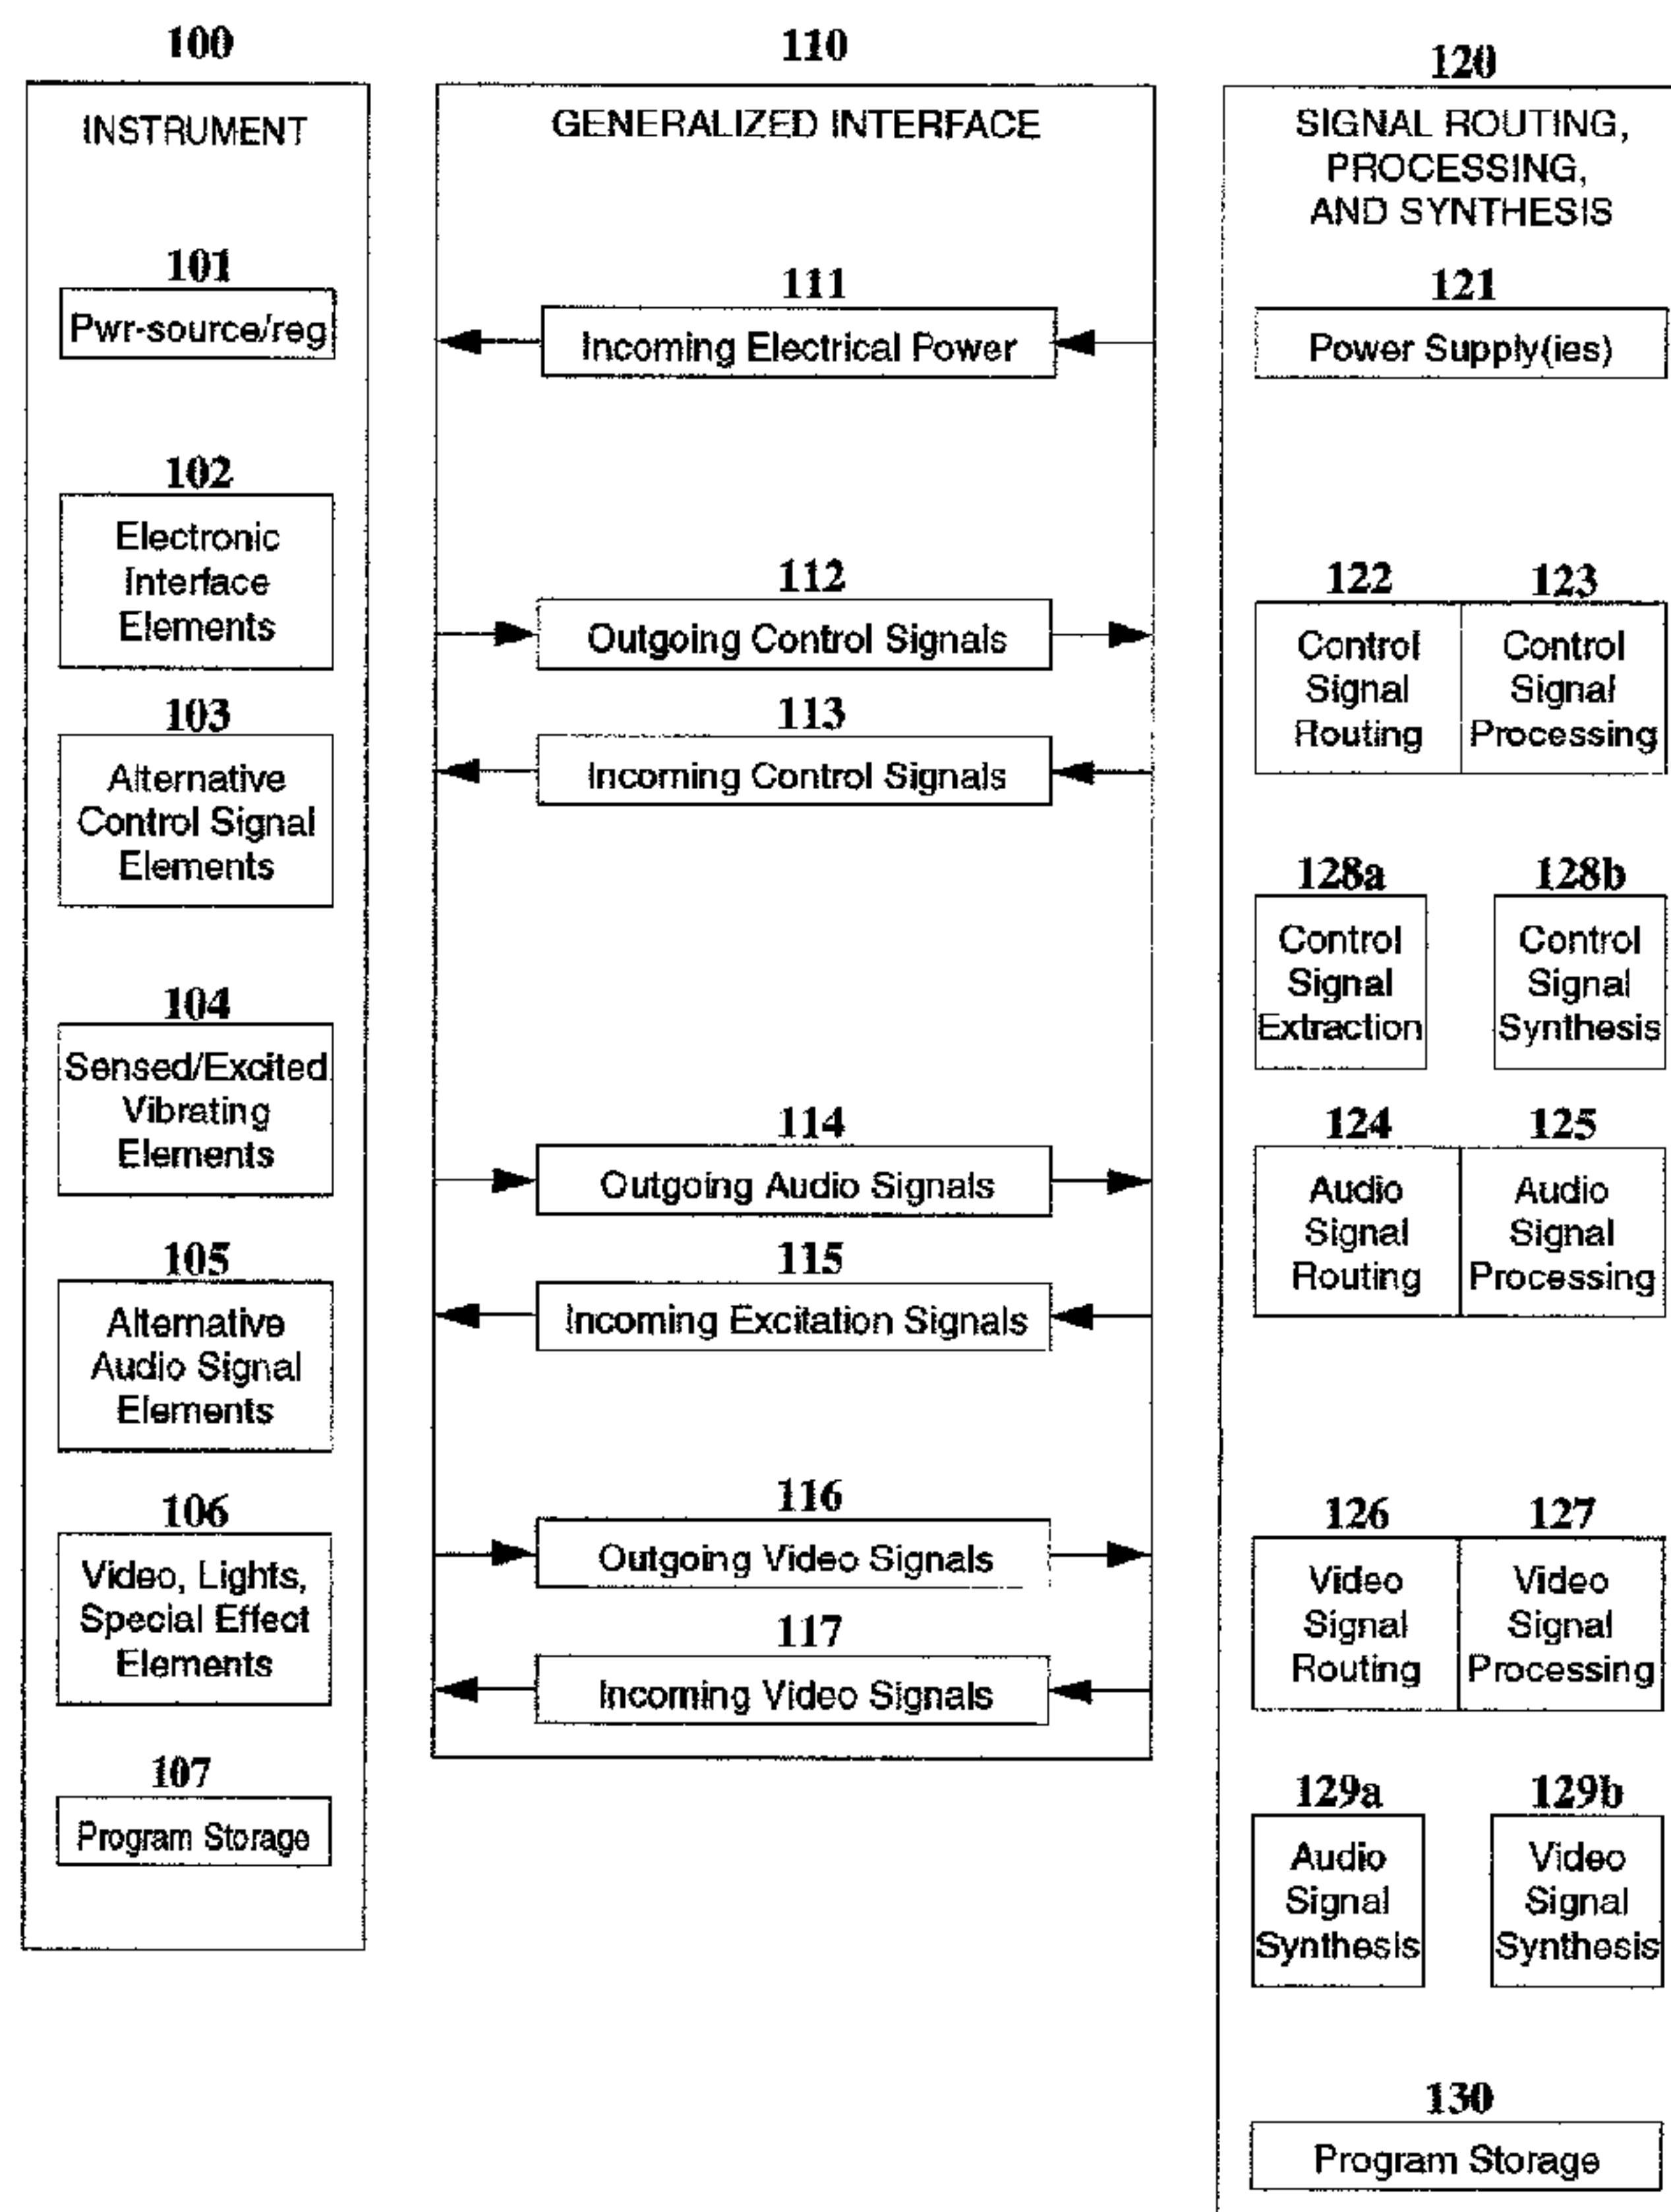 100
INSTRUMENT
101
Pwr-source/reg
102
Electronic
Interface
Elements
103
Alternative
Control Signal
Elements
104
Sensed/Excited
Vibrating
Elements
105
Alternative
Audio Signal
Elements
106
Video, Lights,
Special Effect
Elements
107
Program Storage
110
GENERALIZED INTERFACE
111
Incoming Electrical Power
112
Outgoing Control Signals
113
Incoming Control Signals
114
Outgoing Audio Signals
115
Incoming Excitation Signals
116
Outgoing Video Signals
117
Incoming Video Signals
120
SIGNAL ROUTING,
PROCESSING,
AND SYNTHESIS
121
Power Supply(ies)
122
Control
Signal
Routing
123
Control
Signal
Processing
128a
Control
Signal
Extraction
128b
Control
Signal
Synthesis
124
Audio
Signal
Routing
125
Audio
Signal
Processing
126
Video
Signal
Routing
127
Video
Signal
Processing
129a
Audio
Signal
Synthesis
129b
Video
Signal
Synthesis
130
Program Storage